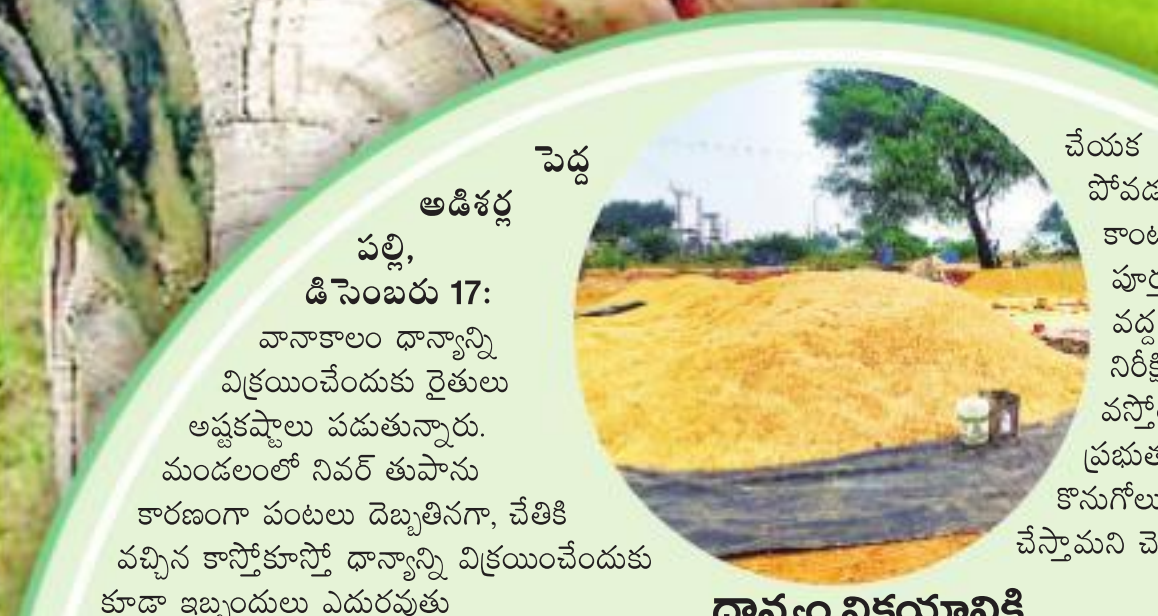 పెద్ద
అడిశర్ల
పల్లి,
డిసెంబరు 17:
వానాకాలం ధాన్యాన్ని
విక్రయించేందుకు రైతులు
అష్టకష్టాలు పడుతున్నారు.
మండలంలో నివర్ తుపాను
కారణంగా పంటలు దెబ్బతినగా, చేతికి
వచ్చిన కాస్తోకూస్తో ధాన్యాన్ని విక్రయించేందుకు
కూడా ఇబ్బందులు ఎదురవుతు
చేయక
పోవడ
కాంట
పూర్త
వద్ద
నిరీక్షి
వస్తో
ప్రభుత
కొనుగోలు
చేస్తామని చె